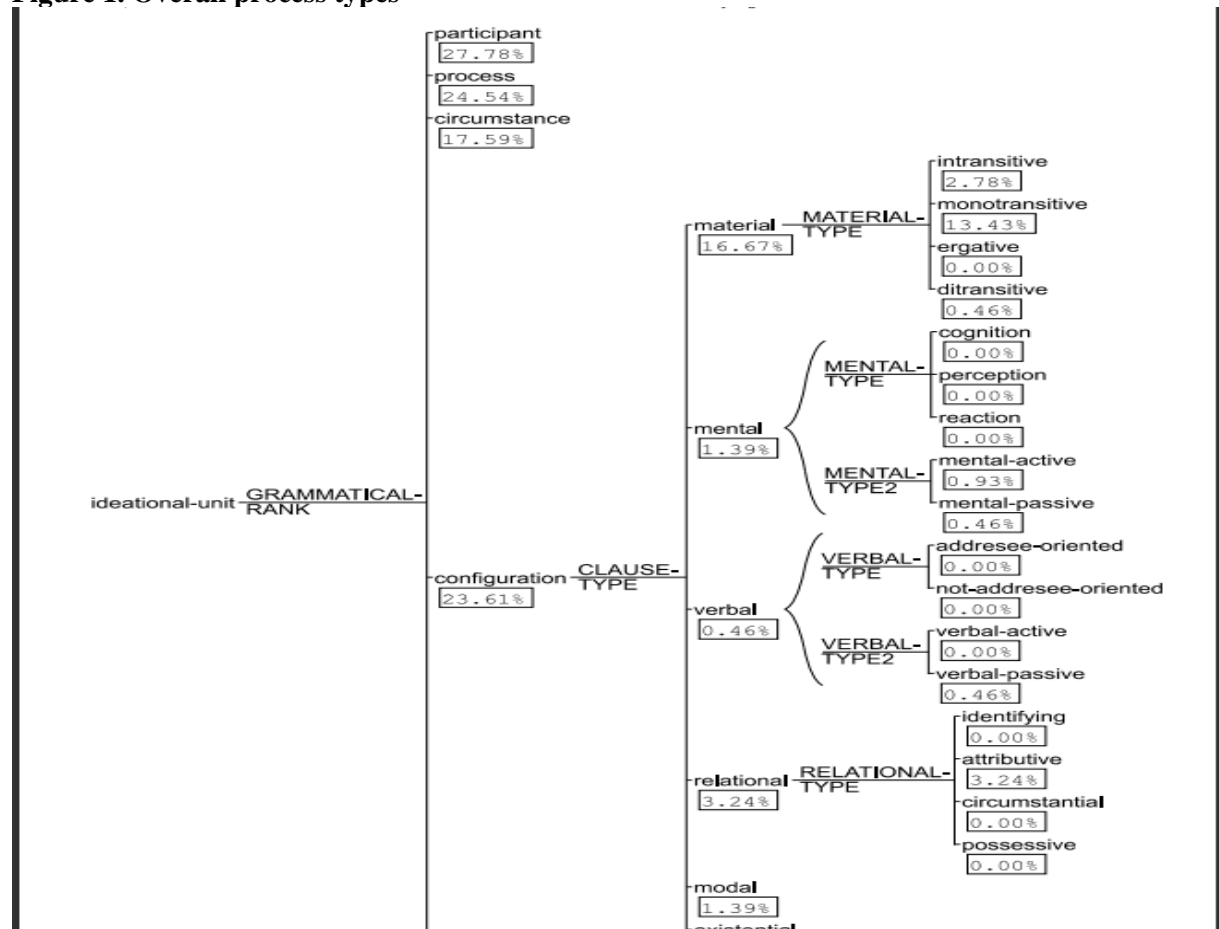 Figure 1. Overall process types
participant
27.78%
process
24.54%
circumstance
17.59%
intransitive
2.78%
monotransitive
13.43%
ergative
0.00%
ditransitive
0.46%
material
16.67%
MATERIAL-
TYPE
cognition
0.00%
perception
0.00%
reaction
0.00%
MENTAL-
TYPE
mental
1.39%
mental-active
0.93%
mental-passive
0.46%
MENTAL-
TYPE2
ideational-unit
GRAMMATICAL-
RANK
configuration
23.61%
CLAUSE-
TYPE
addresee-oriented
0.00%
not-addresee-oriented
0.00%
VERBAL-
TYPE
verbal
0.46%
verbal-active
0.00%
verbal-passive
0.46%
VERBAL-
TYPE2
identifying
0.00%
attributive
3.24%
circumstantial
0.00%
possessive
0.00%
relational
3.24%
RELATIONAL-
TYPE
modal
1.39%
existential